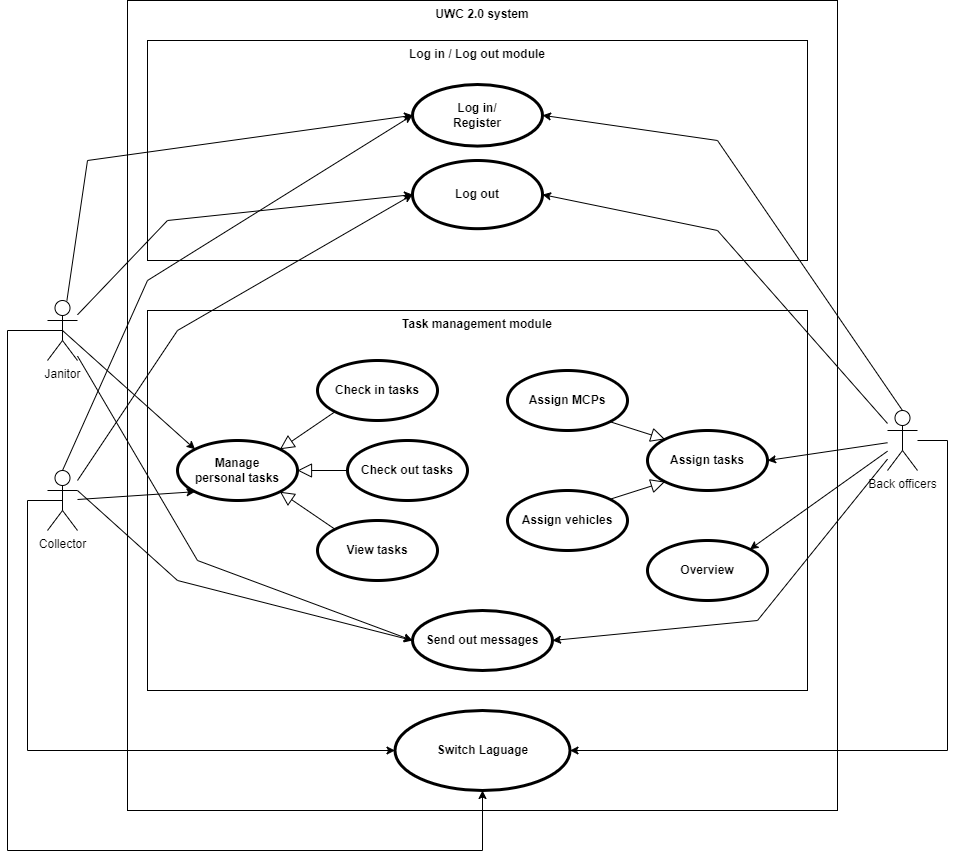 UWC 2.0 system
Log in / Log out module
Log in/
Register
Log out
Task management module
Janitor
Check in tasks
Assign MCPs
Manage
personal tasks
Check out tasks
Assign tasks
Back officers
Collector
View tasks
Assign vehicles
Overview
Send out messages
Switch Laguage